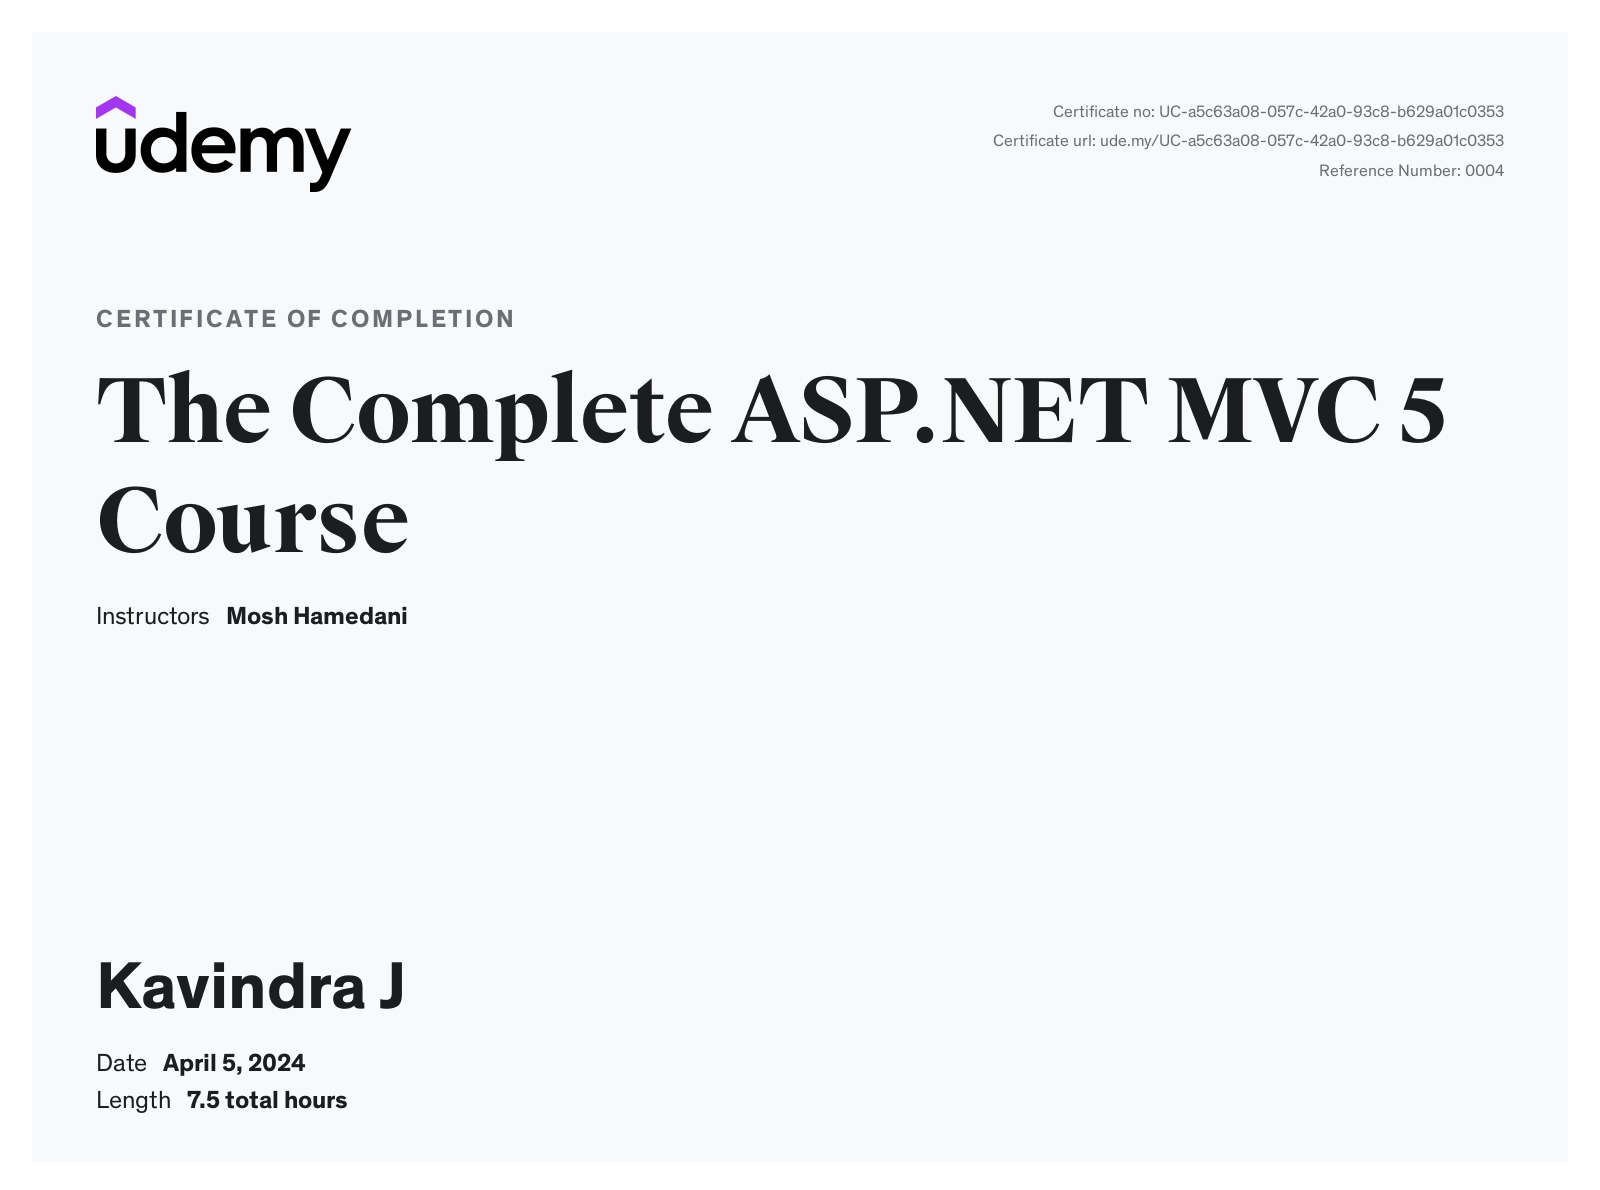 udemy
Certificate no: UC-a5c63a08-057c-42a0-93c8-b629a01c0353
Certificate url: ude.my/UC-a5c63a08-057c-42a0-93c8-b629a01c0353
Reference Number: 0004
CERTIFICATE OF COMPLETION
The Complete ASP.NET MVC 5
Course
Instructors Mosh Hamedani
Kavindra J
Date April 5, 2024
Length 7.5 total hours